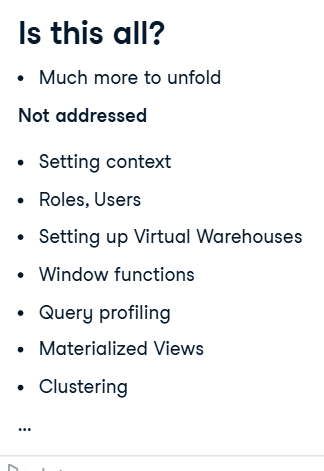 Is this all?
• Much more to unfold
Not addressed
• Setting context
• Roles, Users
• Setting up Virtual Warehouses
• Window functions
• Query profiling
• Materialized Views
• Clustering
...